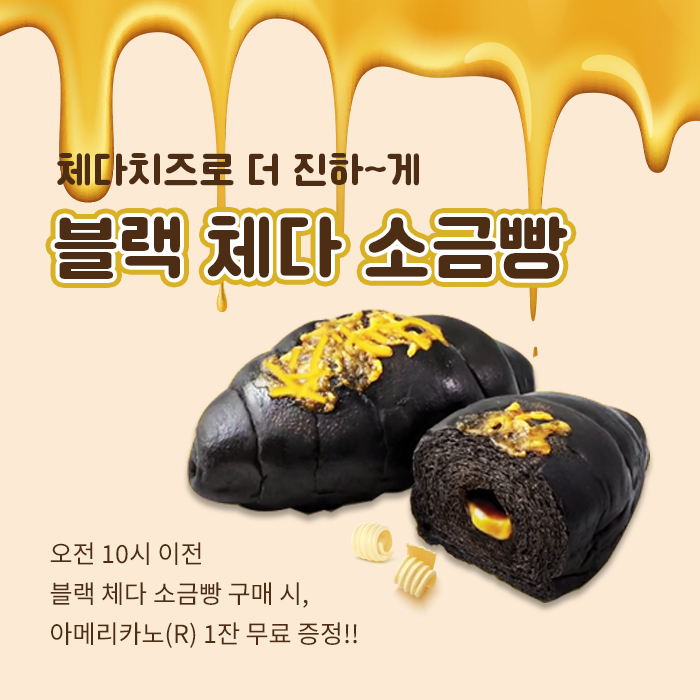 체다치즈로 더 진하~게
블랙 체다 소금빵
오전 10시 이전
블랙 체다 소금빵 구매 시,
아메리카노(R) 1잔 무료 증정!!